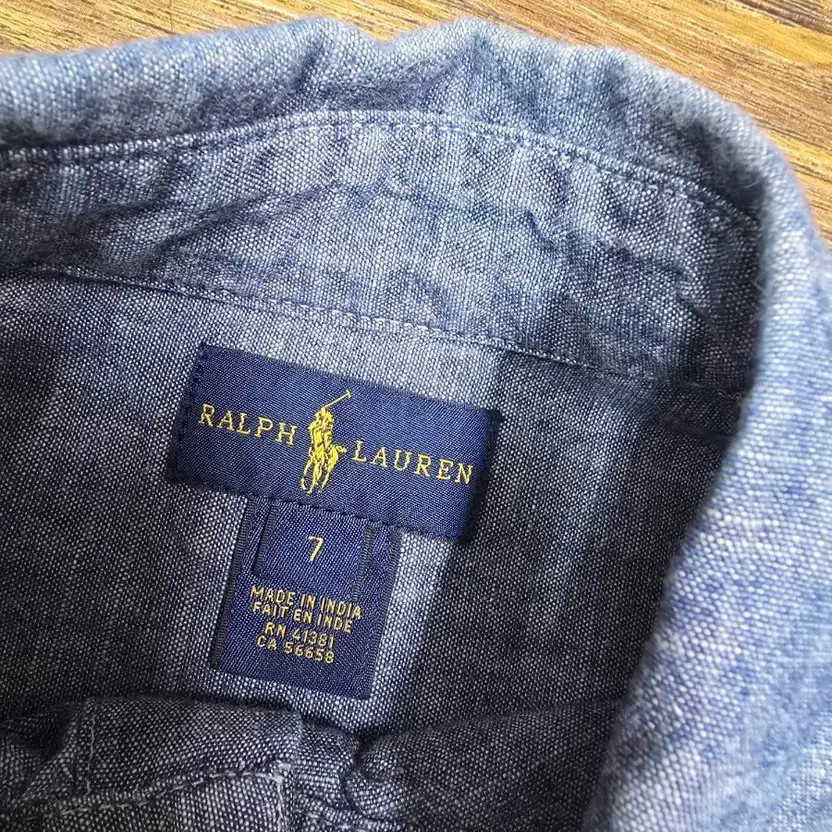 RALPH LAUREN
7
MADE IN INDIA
FAIT EN INDE
RN 41381
CA 56658